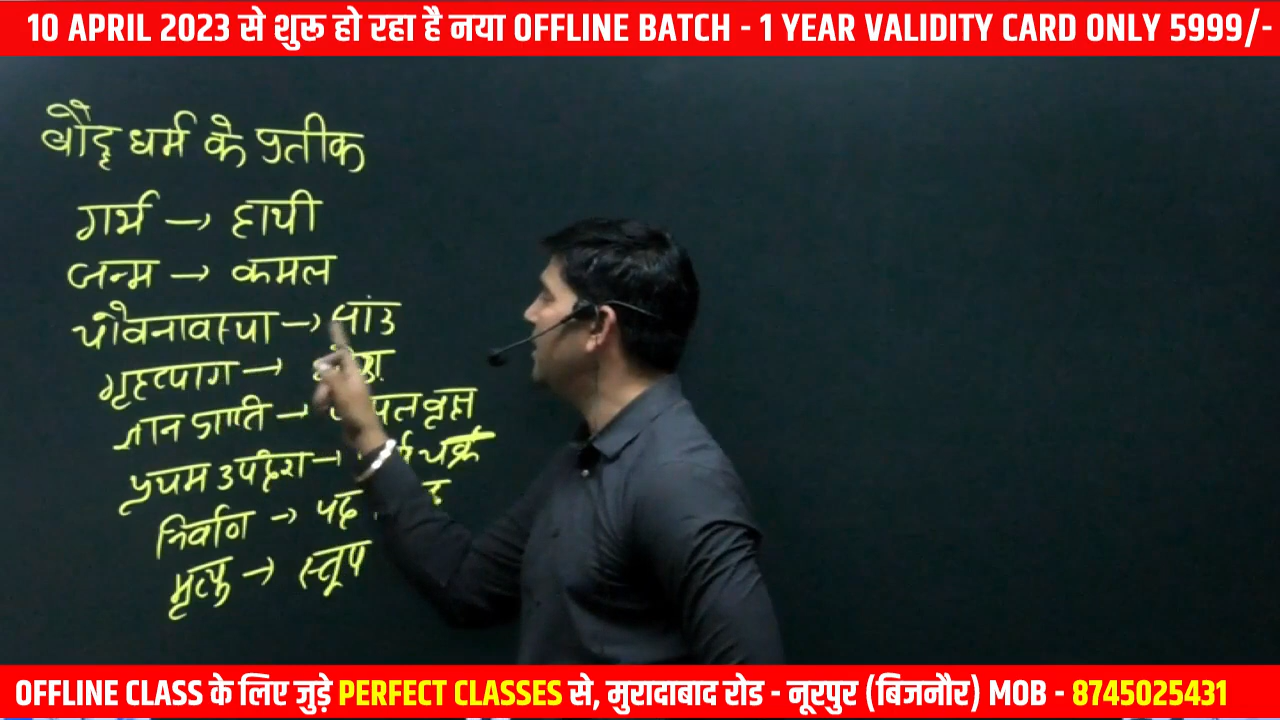 10 APRIL 2023 से शुरू हो रहा है नया OFFLINE BATCH - 1 YEAR VALIDITY CARD ONLY 5999/-
बौद्ध धर्म के प्रतीक
गर्भ → हाथी
जन्म → कमल
यौवनावस्था → सांड
गृहत्याग →
ज्ञान प्राप्ति → वृक्ष
प्रथम उपदेश → चक्र
निर्वाण → पद
मृत्यु → स्तूप
OFFLINE CLASS के लिए जुड़े PERFECT CLASSES से, मुरादाबाद रोड - नूरपुर (बिजनौर) MOB - 8745025431